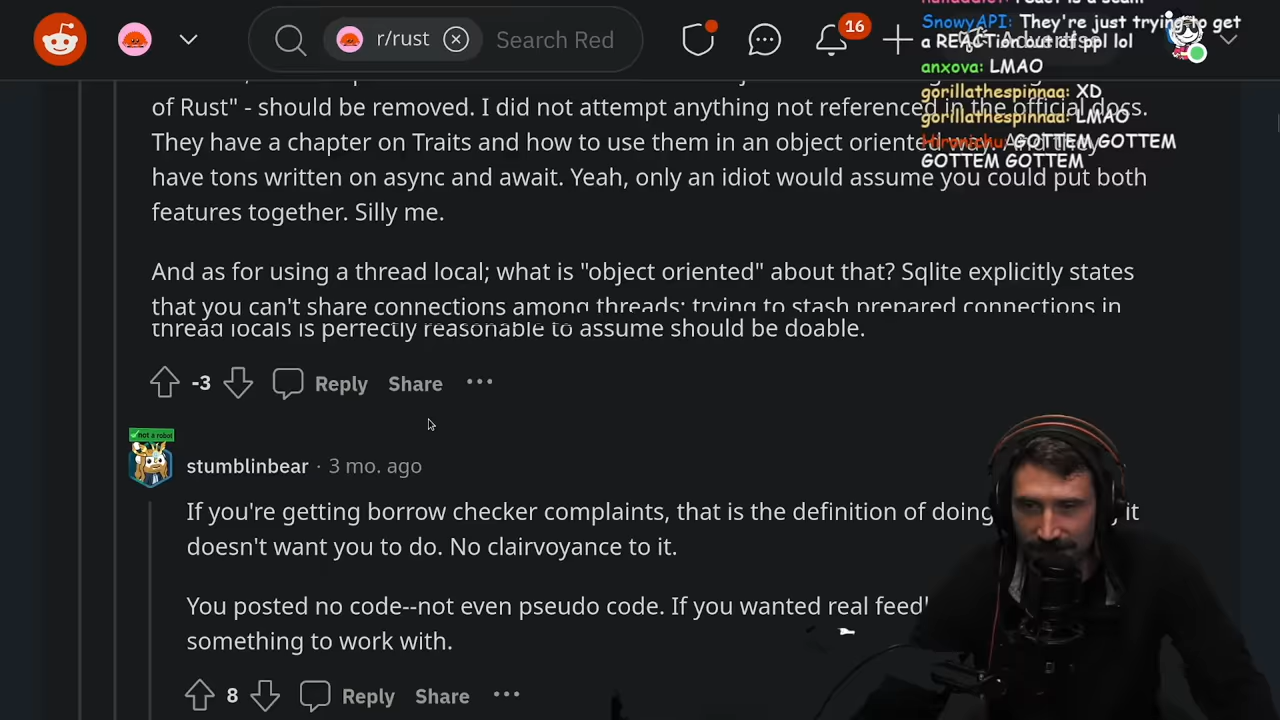 r/rust
Search Red
16
SnowyAPI: They're just trying to get
a REACTion out of ppl lol
anxova: LMAO
gorillathespinnaq: XD
gorillathespinnaq: LMAO
GOTTEM GOTTEM
GOTTEM GOTTEM
of Rust" - should be removed. I did not attempt anything not referenced in the official docs.
They have a chapter on Traits and how to use them in an object oriented way. And they
have tons written on async and await. Yeah, only an idiot would assume you could put both
features together. Silly me.
And as for using a thread local; what is "object oriented" about that? Sqlite explicitly states
that you can't share connections among threads; trying to stash prepared connections in
thread locals is perfectly reasonable to assume should be doable.
-3
Reply
Share
not a robot
stumblinbear · 3 mo. ago
If you're getting borrow checker complaints, that is the definition of doing it
doesn't want you to do. No clairvoyance to it.
You posted no code--not even pseudo code. If you wanted real
something to work with.
8
Reply
Share